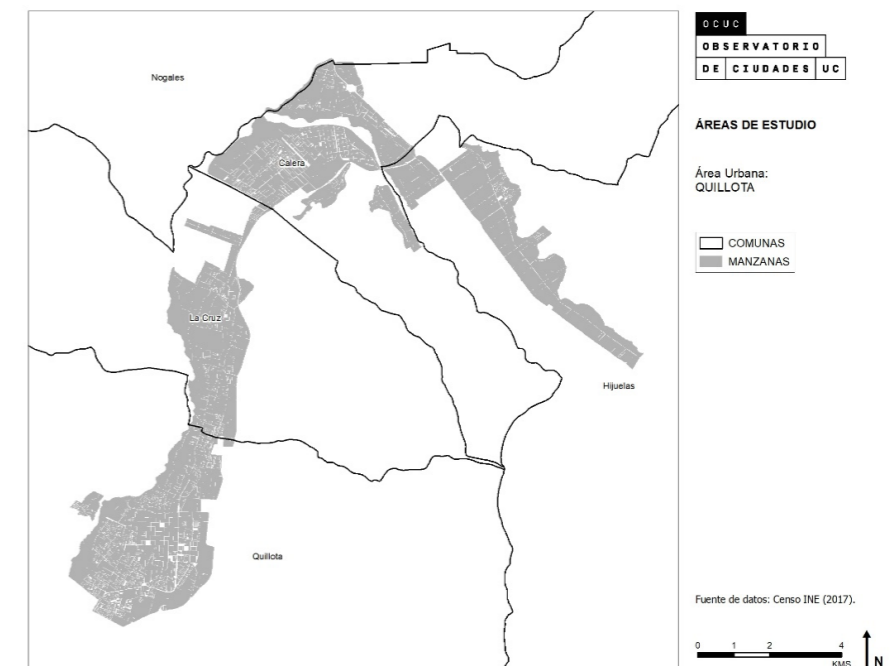 OCUC
OBSERVATORIO
DE CIUDADES UC
ÁREAS DE ESTUDIO
Área Urbana:
QUILLOTA
COMUNAS
MANZANAS
Nogales
Calera
La Cruz
Hijuelas
Quillota
Fuente de datos: Censo INE (2017).
0 1 2 4
KMS
N